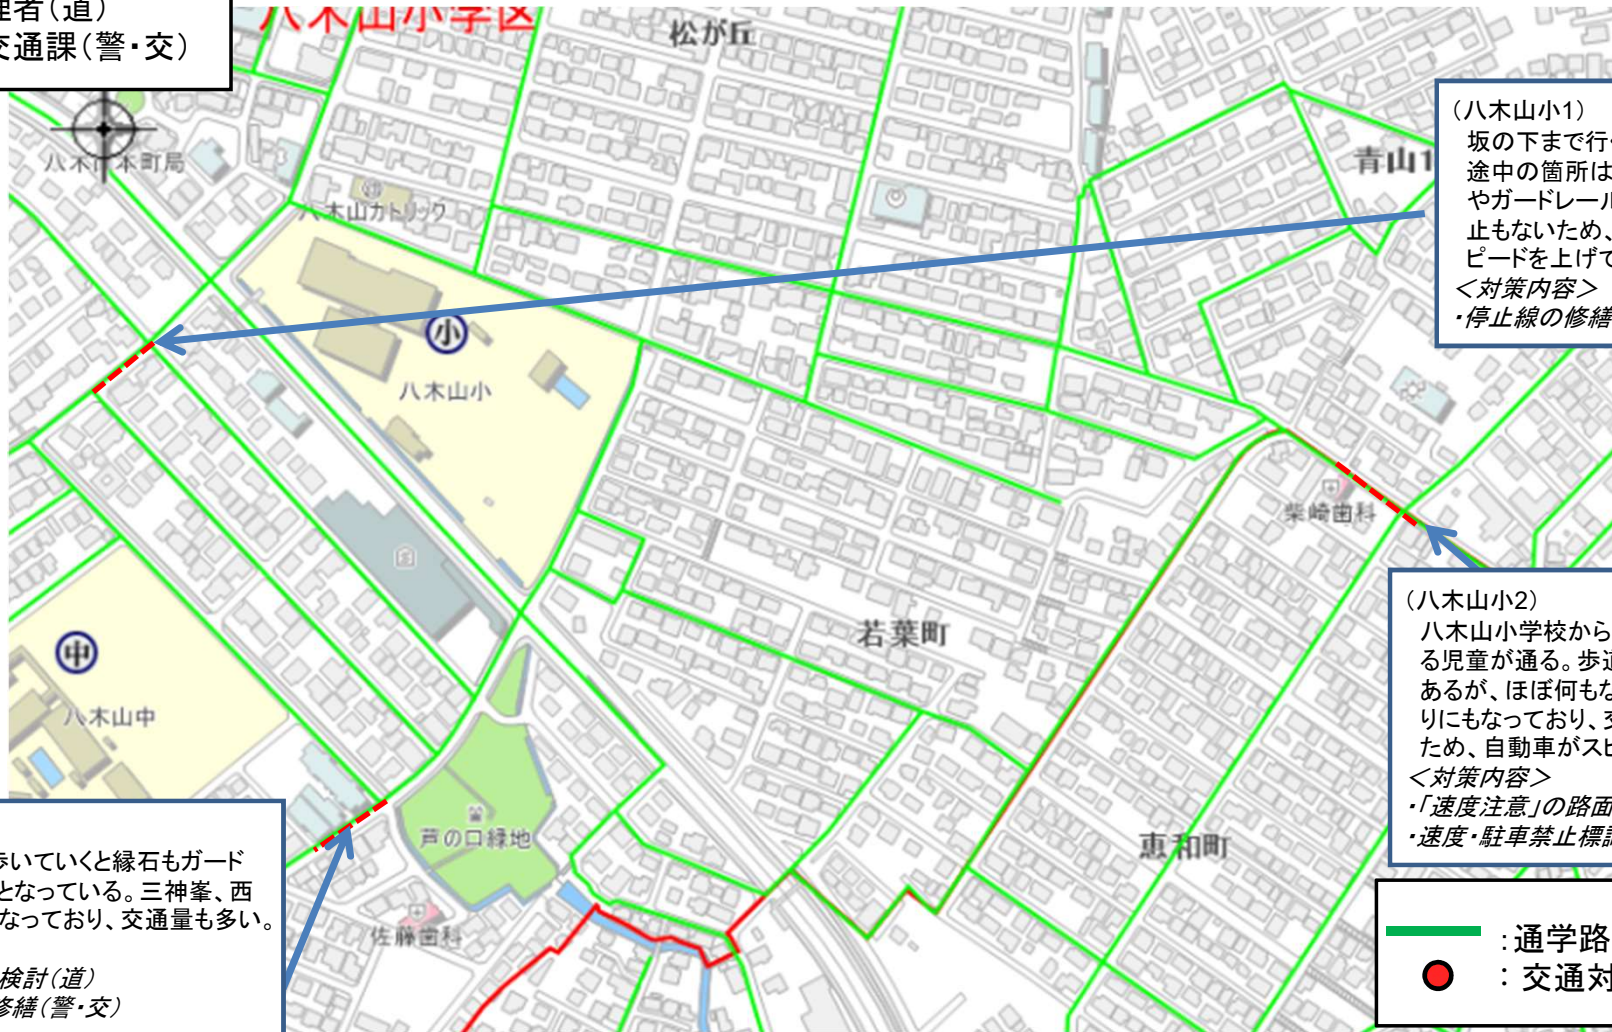 理者（道）
交通課（警・交）
八木山小学区
松が丘
八木山本町局
八木山カトリック
青山1
（八木山小1）
坂の下まで行
途中の箇所は
やガードレール
止もないため、
ピードを上げて
＜対策内容＞
・停止線の修繕
小
八木山小
柴崎歯科
（八木山小2）
八木山小学校から
る児童が通る。歩道
あるが、ほぼ何もな
りにもなっており、交
ため、自動車がスピ
＜対策内容＞
・「速度注意」の路面
・速度・駐車禁止標識
若葉町
中
八木山中
芦の口緑地
恵和町
佐藤歯科
歩いていくと縁石もガード
となっている。三神峯、西
なっており、交通量も多い。
検討（道）
修繕（警・交）
：通学路
：交通対